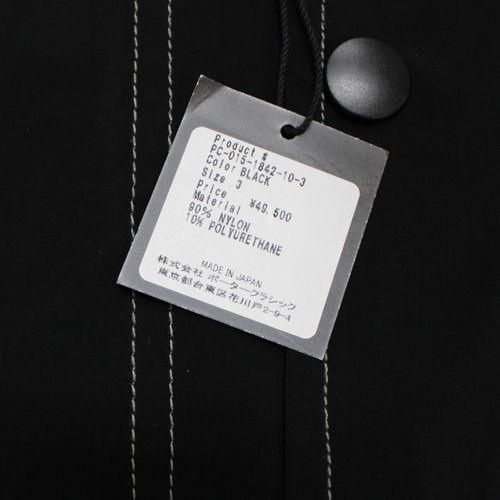 Product #
PC-015-1842-10-3
Color BLACK
Size 3
Price ¥49,500
Material
90% NYLON
10% POLYURETHANE
MADE IN JAPAN
株式会社 ポータークラシック
東京都台東区花川戸2-9-4